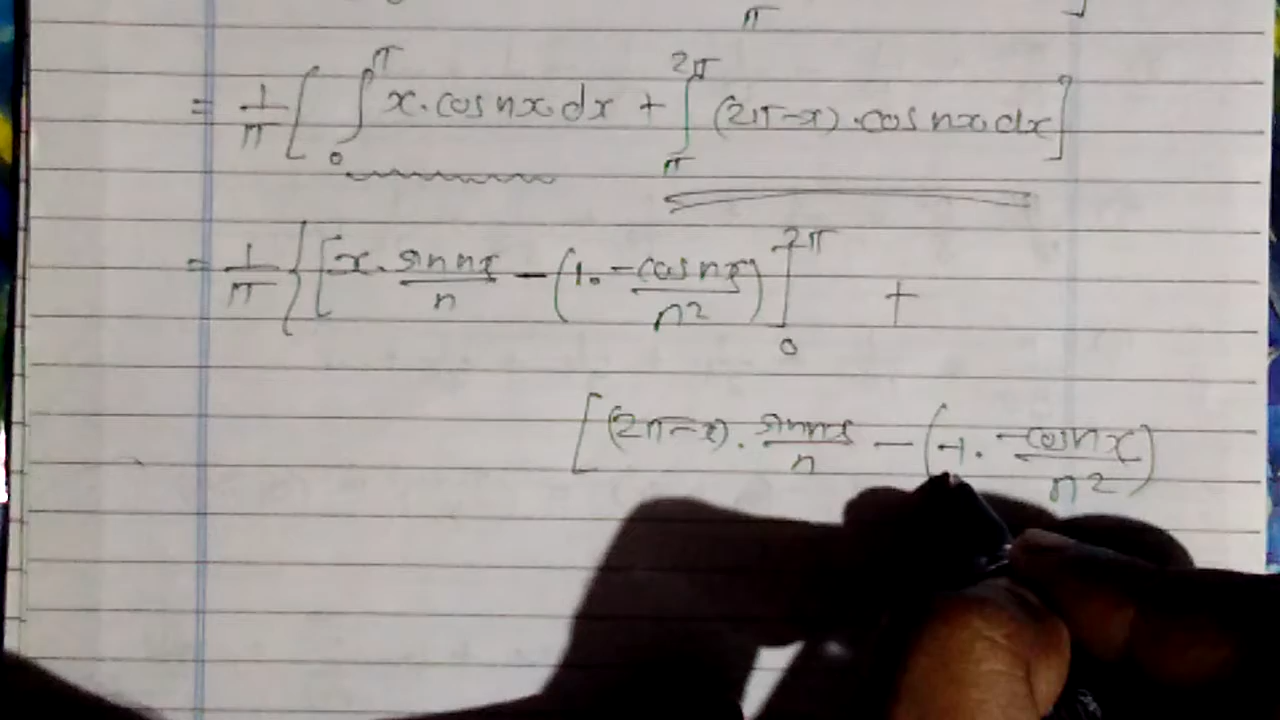 π ]
= 1/π [ ∫₀^π x·cos nx·dx + ∫_π^2π (2π-x)·cos nx·dx ]
= 1/π { [ x· sin nx/n - (1· -cos nx/n²) ]₀^2π +
[ (2π-x)· sin nx/n - (-1· -cos nx/n²)